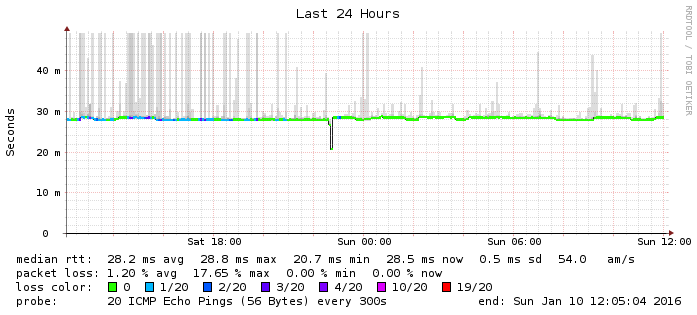 Last 24 Hours
RRDTOOL / TOBI OETIKER
Seconds
40 m
30 m
20 m
10 m
0
Sat 18:00 Sun 00:00 Sun 06:00 Sun 12:00
median rtt: 28.2 ms avg 28.8 ms max 20.7 ms min 28.5 ms now 0.5 ms sd 54.0 am/s
packet loss: 1.20 % avg 17.65 % max 0.00 % min 0.00 % now
loss color: 0 1/20 2/20 3/20 4/20 10/20 19/20
probe: 20 ICMP Echo Pings (56 Bytes) every 300s end: Sun Jan 10 12:05:04 2016